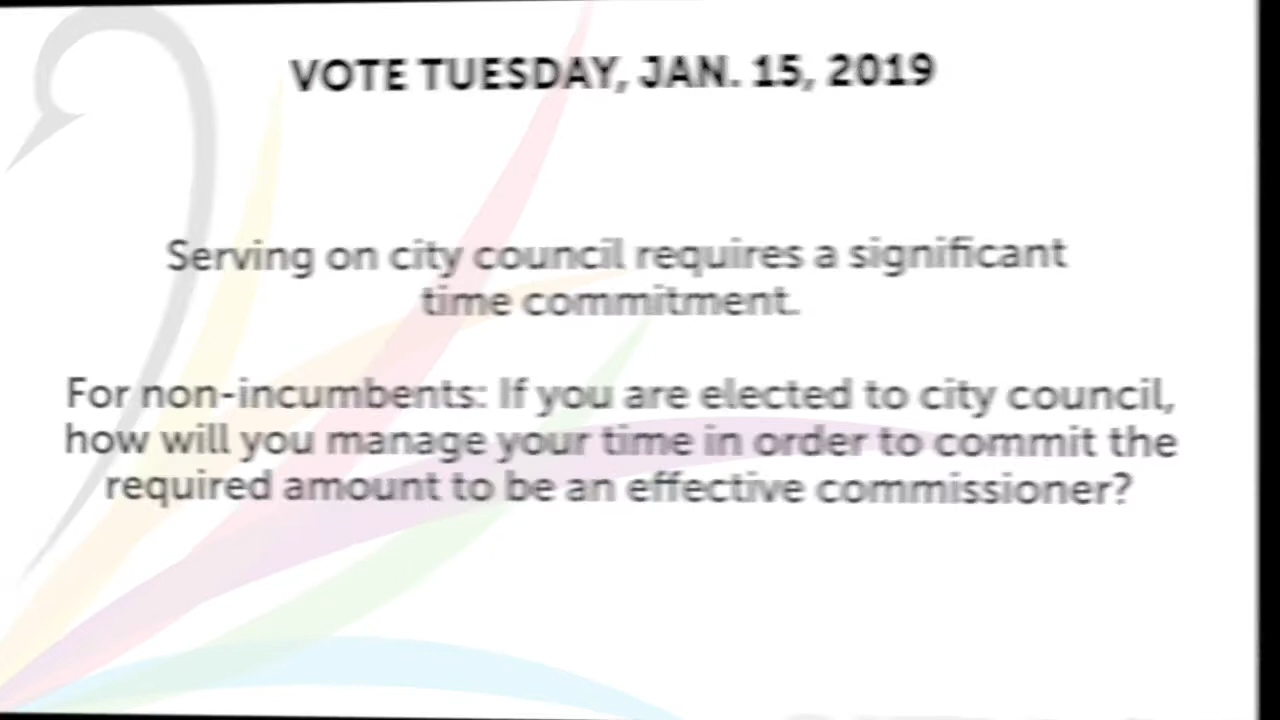 VOTE TUESDAY, JAN. 15, 2019
Serving on city council requires a significant
time commitment.
For non-incumbents: If you are elected to city council,
how will you manage your time in order to commit the
required amount to be an effective commissioner?